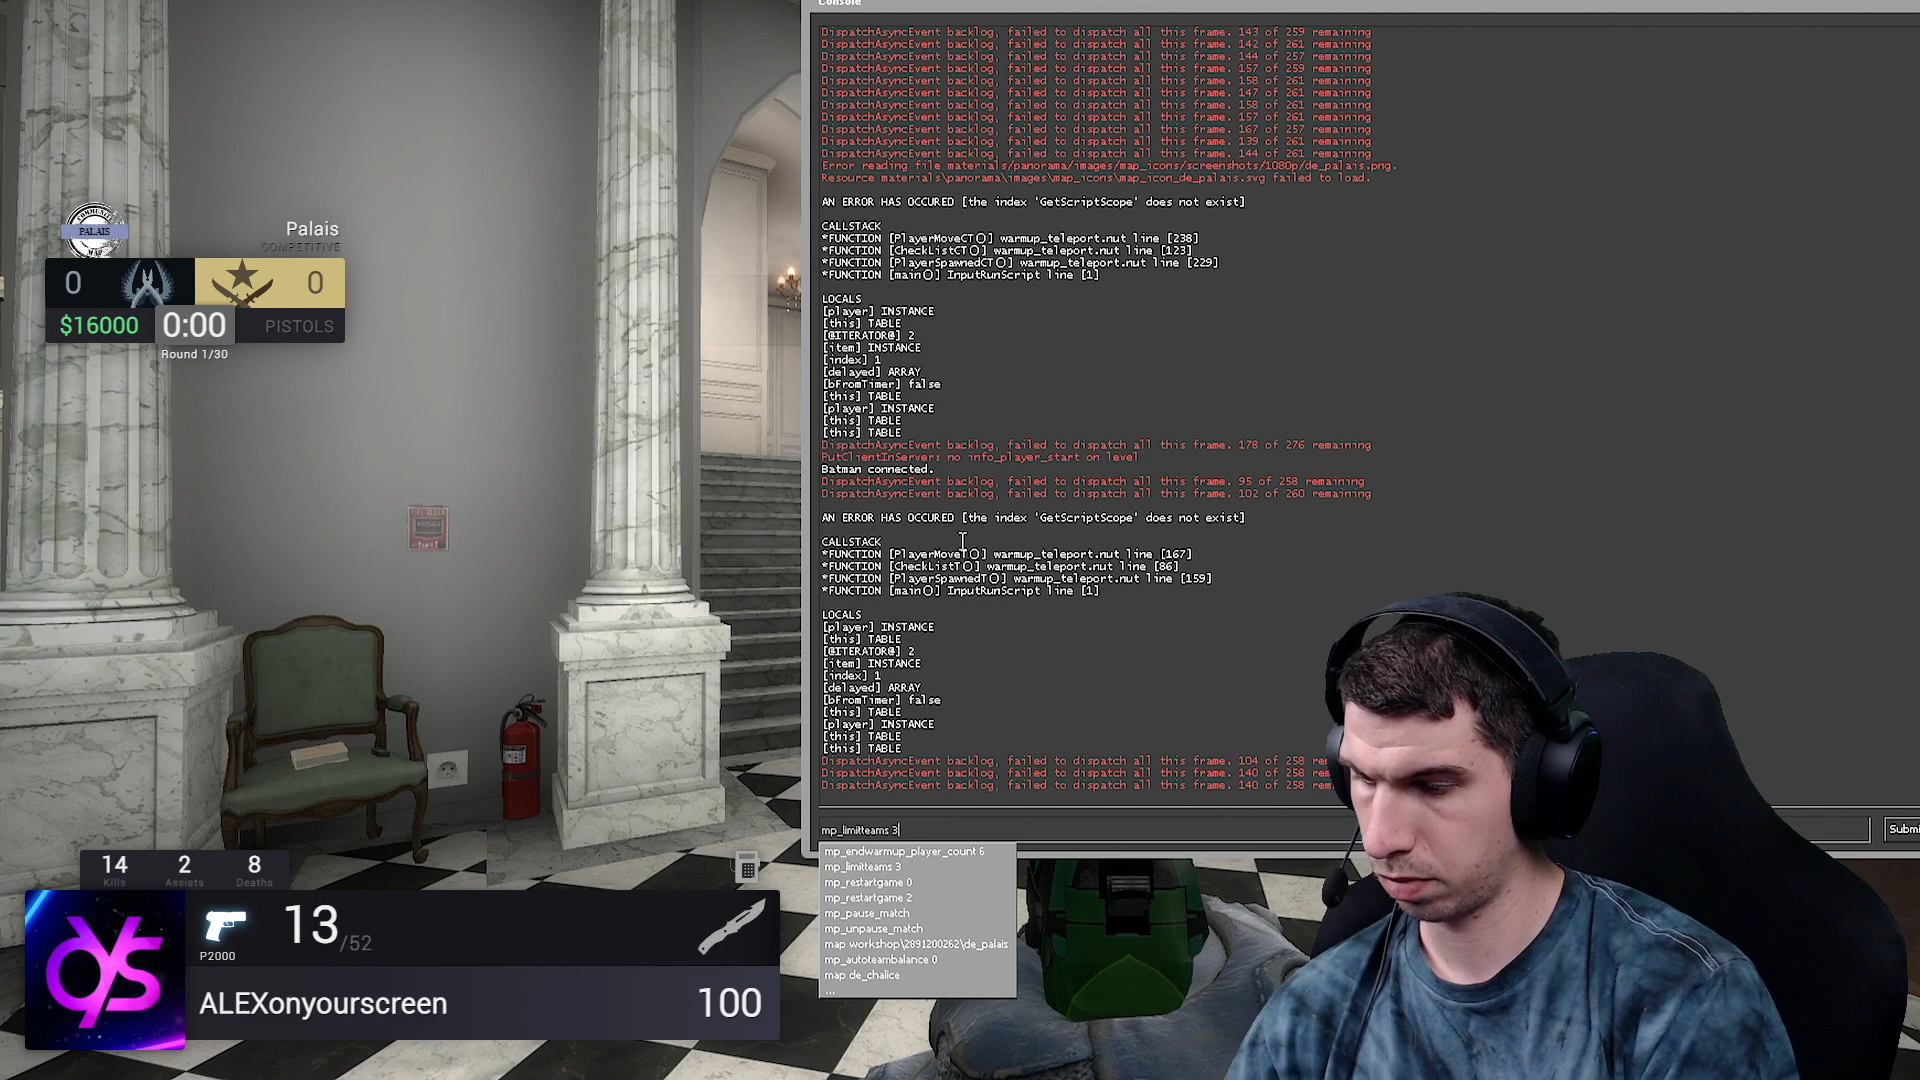 Console
DispatchAsyncEvent backlog, failed to dispatch all this frame. 143 of 259 remaining
DispatchAsyncEvent backlog, failed to dispatch all this frame. 142 of 261 remaining
DispatchAsyncEvent backlog, failed to dispatch all this frame. 144 of 257 remaining
DispatchAsyncEvent backlog, failed to dispatch all this frame. 157 of 259 remaining
DispatchAsyncEvent backlog, failed to dispatch all this frame. 158 of 261 remaining
DispatchAsyncEvent backlog, failed to dispatch all this frame. 147 of 261 remaining
DispatchAsyncEvent backlog, failed to dispatch all this frame. 158 of 261 remaining
DispatchAsyncEvent backlog, failed to dispatch all this frame. 157 of 261 remaining
DispatchAsyncEvent backlog, failed to dispatch all this frame. 167 of 257 remaining
DispatchAsyncEvent backlog, failed to dispatch all this frame. 139 of 261 remaining
DispatchAsyncEvent backlog, failed to dispatch all this frame. 144 of 261 remaining
Error reading file materials/panorama/images/map_icons/screenshots/1080p/de_palais.png.
Resource materials\panorama\images\map_icons\map_icon_de_palais.svg failed to load.
AN ERROR HAS OCCURED [the index 'GetScriptScope' does not exist]
CALLSTACK
*FUNCTION [PlayerMoveCT()] warmup_teleport.nut line [238]
*FUNCTION [CheckListCT()] warmup_teleport.nut line [123]
*FUNCTION [PlayerSpawnedCT()] warmup_teleport.nut line [229]
*FUNCTION [main()] InputRunScript line [1]
LOCALS
[player] INSTANCE
[this] TABLE
[@ITERATOR@] 2
[item] INSTANCE
[index] 1
[delayed] ARRAY
[bFromTimer] false
[this] TABLE
[player] INSTANCE
[this] TABLE
[this] TABLE
DispatchAsyncEvent backlog, failed to dispatch all this frame. 178 of 276 remaining
PutClientInServer: no info_player_start on level
Batman connected.
DispatchAsyncEvent backlog, failed to dispatch all this frame. 95 of 258 remaining
DispatchAsyncEvent backlog, failed to dispatch all this frame. 102 of 260 remaining
AN ERROR HAS OCCURED [the index 'GetScriptScope' does not exist]
CALLSTACK
*FUNCTION [PlayerMoveT()] warmup_teleport.nut line [167]
*FUNCTION [CheckListT()] warmup_teleport.nut line [86]
*FUNCTION [PlayerSpawnedT()] warmup_teleport.nut line [159]
*FUNCTION [main()] InputRunScript line [1]
LOCALS
[player] INSTANCE
[this] TABLE
[@ITERATOR@] 2
[item] INSTANCE
[index] 1
[delayed] ARRAY
[bFromTimer] false
[this] TABLE
[player] INSTANCE
[this] TABLE
[this] TABLE
DispatchAsyncEvent backlog, failed to dispatch all this frame. 104 of 258 rem
DispatchAsyncEvent backlog, failed to dispatch all this frame. 140 of 258 rem
DispatchAsyncEvent backlog, failed to dispatch all this frame. 140 of 258 rem
mp_limitteams 3
Submi
mp_endwarmup_player_count 6
mp_limitteams 3
mp_restartgame 0
mp_restartgame 2
mp_pause_match
mp_unpause_match
map workshop\2891200262\de_palais
mp_autoteambalance 0
map de_chalice
...
COMMUNITY
PALAIS
MAP
Palais
COMPETITIVE
0 0
$16000 0:00 PISTOLS
Round 1/30
14 2 8
Kills Assists Deaths
13/52
P2000
ALEXonyourscreen 100